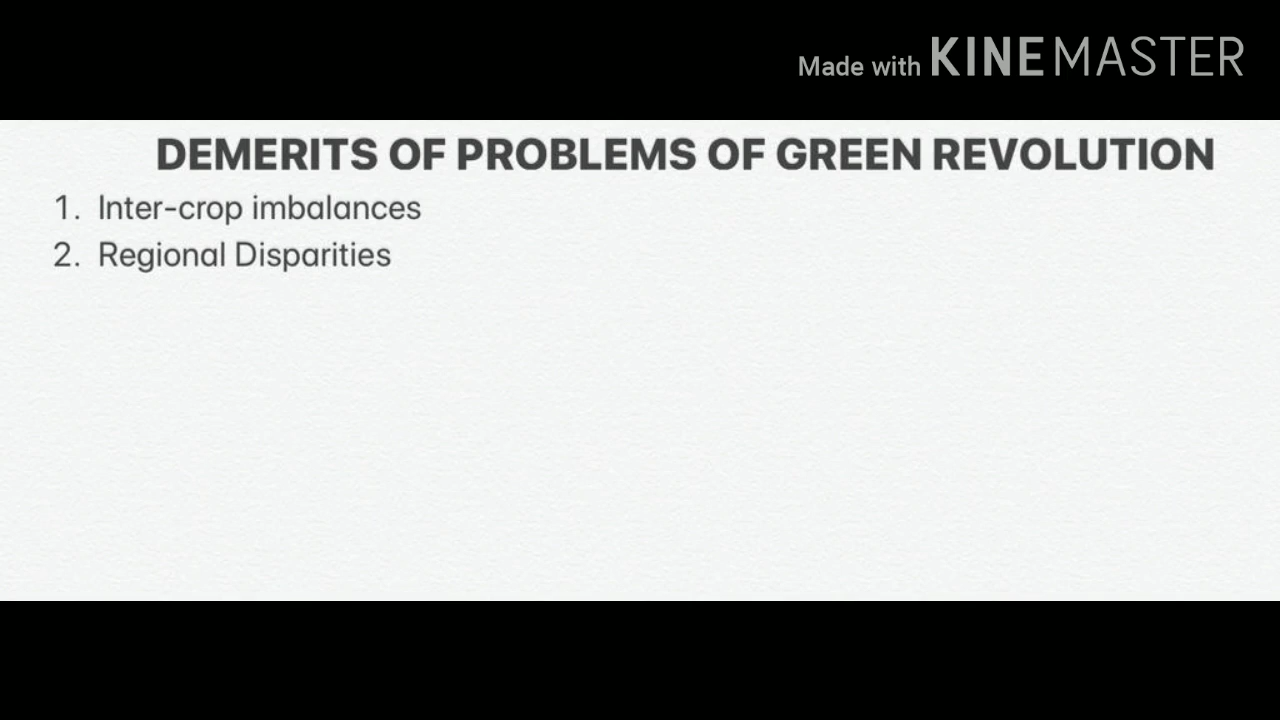 Made with KINEMASTER
DEMERITS OF PROBLEMS OF GREEN REVOLUTION
1. Inter-crop imbalances
2. Regional Disparities